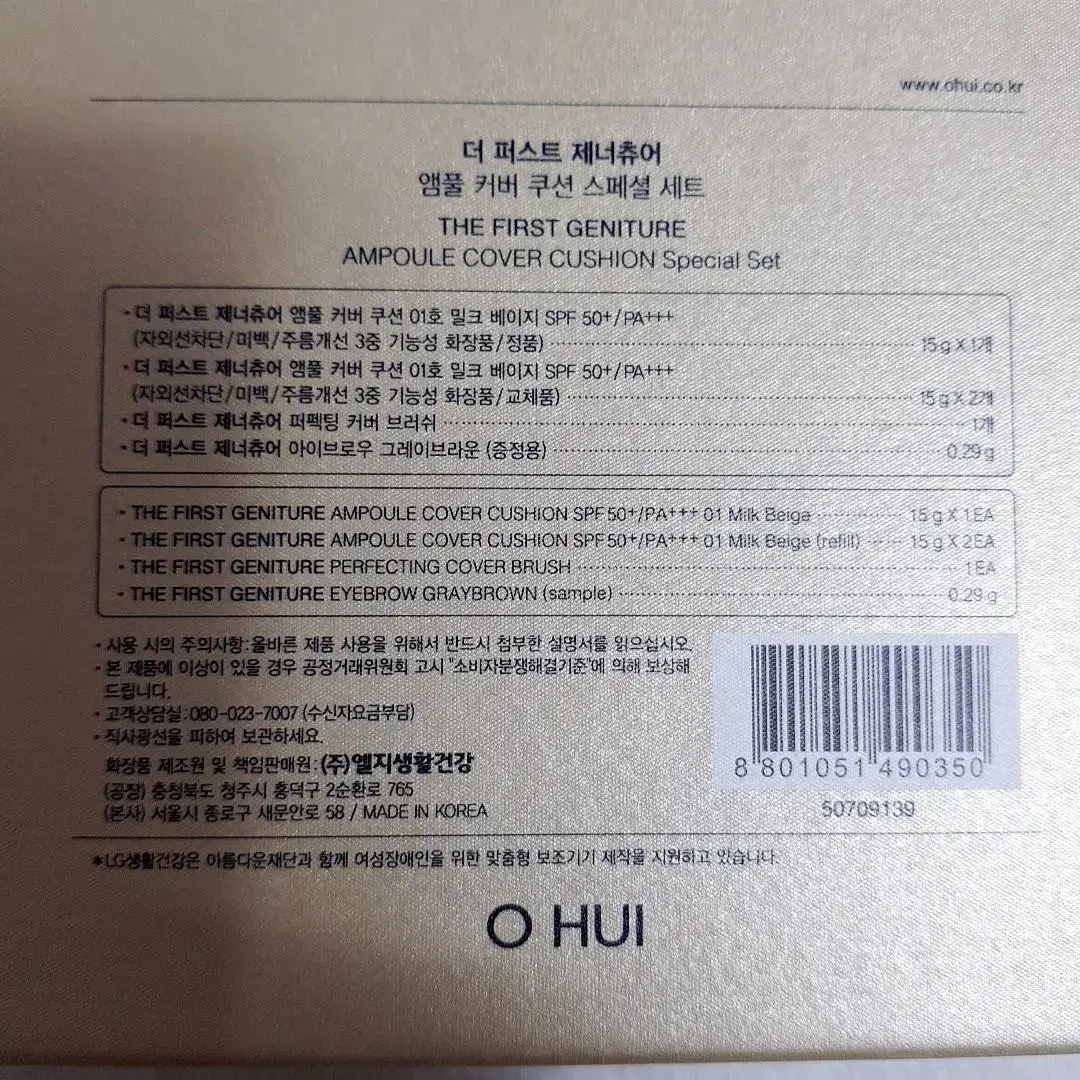 www.ohui.co.kr
더 퍼스트 제너츄어
앰풀 커버 쿠션 스페셜 세트
THE FIRST GENITURE
AMPOULE COVER CUSHION Special Set
• 더 퍼스트 제너츄어 앰풀 커버 쿠션 01호 밀크 베이지 SPF 50+/PA+++
(자외선차단/미백/주름개선 3중 기능성 화장품/정품) 15g X 1개
• 더 퍼스트 제너츄어 앰풀 커버 쿠션 01호 밀크 베이지 SPF 50+/PA+++
(자외선차단/미백/주름개선 3중 기능성 화장품/교체품) 15g X 2개
• 더 퍼스트 제너츄어 퍼펙팅 커버 브러쉬 1개
• 더 퍼스트 제너츄어 아이브로우 그레이브라운 (증정용) 0.29g
• THE FIRST GENITURE AMPOULE COVER CUSHION SPF50+/PA+++ 01 Milk Beige 15g X 1EA
• THE FIRST GENITURE AMPOULE COVER CUSHION SPF50+/PA+++ 01 Milk Beige (refill) 15g X 2EA
• THE FIRST GENITURE PERFECTING COVER BRUSH 1EA
• THE FIRST GENITURE EYEBROW GRAYBROWN (sample) 0.29g
• 사용 시의 주의사항:올바른 제품 사용을 위해서 반드시 첨부한 설명서를 읽으십시오.
• 본 제품에 이상이 있을 경우 공정거래위원회 고시 "소비자분쟁해결기준"에 의해 보상해
드립니다.
• 고객상담실:080-023-7007 (수신자요금부담)
• 직사광선을 피하여 보관하세요.
화장품 제조원 및 책임판매원:(주)엘지생활건강
(공장) 충청북도 청주시 흥덕구 2순환로 765
(본사) 서울시 종로구 새문안로 58 / MADE IN KOREA
8 801051 490350
50709139
*LG생활건강은 아름다운재단과 함께 여성장애인을 위한 맞춤형 보조기기 제작을 지원하고 있습니다.
O HUI